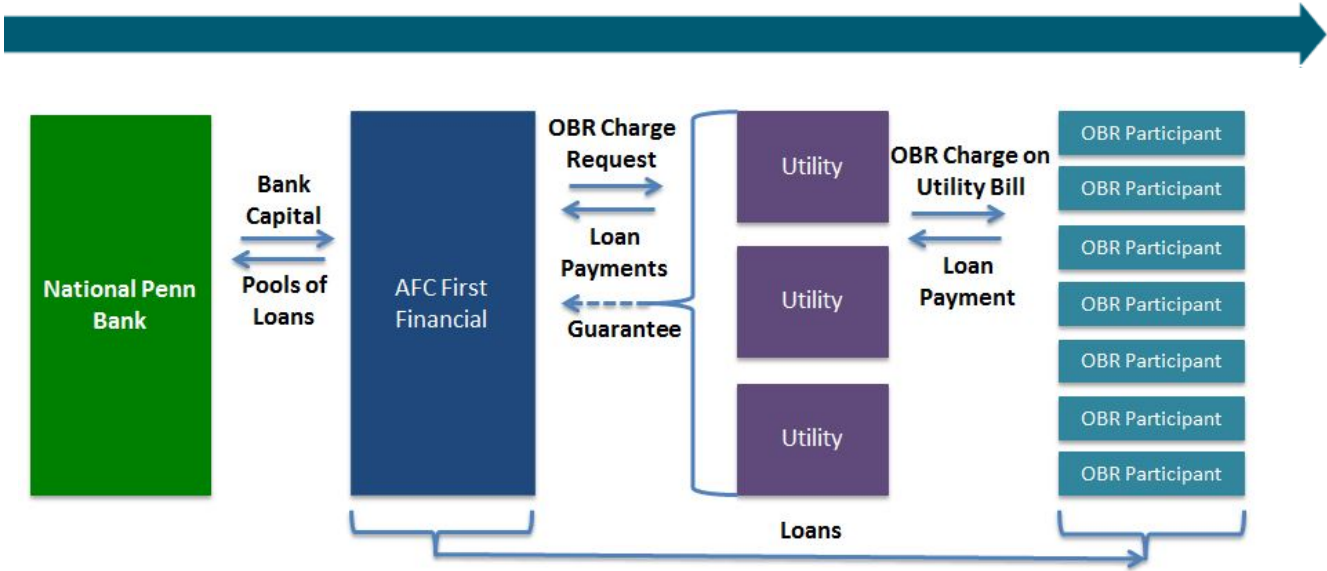 National Penn
Bank
Bank
Capital
Pools of
Loans
AFC First
Financial
OBR Charge
Request
Loan
Payments
Guarantee
Utility
Utility
Utility
OBR Charge on
Utility Bill
Loan
Payment
OBR Participant
OBR Participant
OBR Participant
OBR Participant
OBR Participant
OBR Participant
OBR Participant
Loans